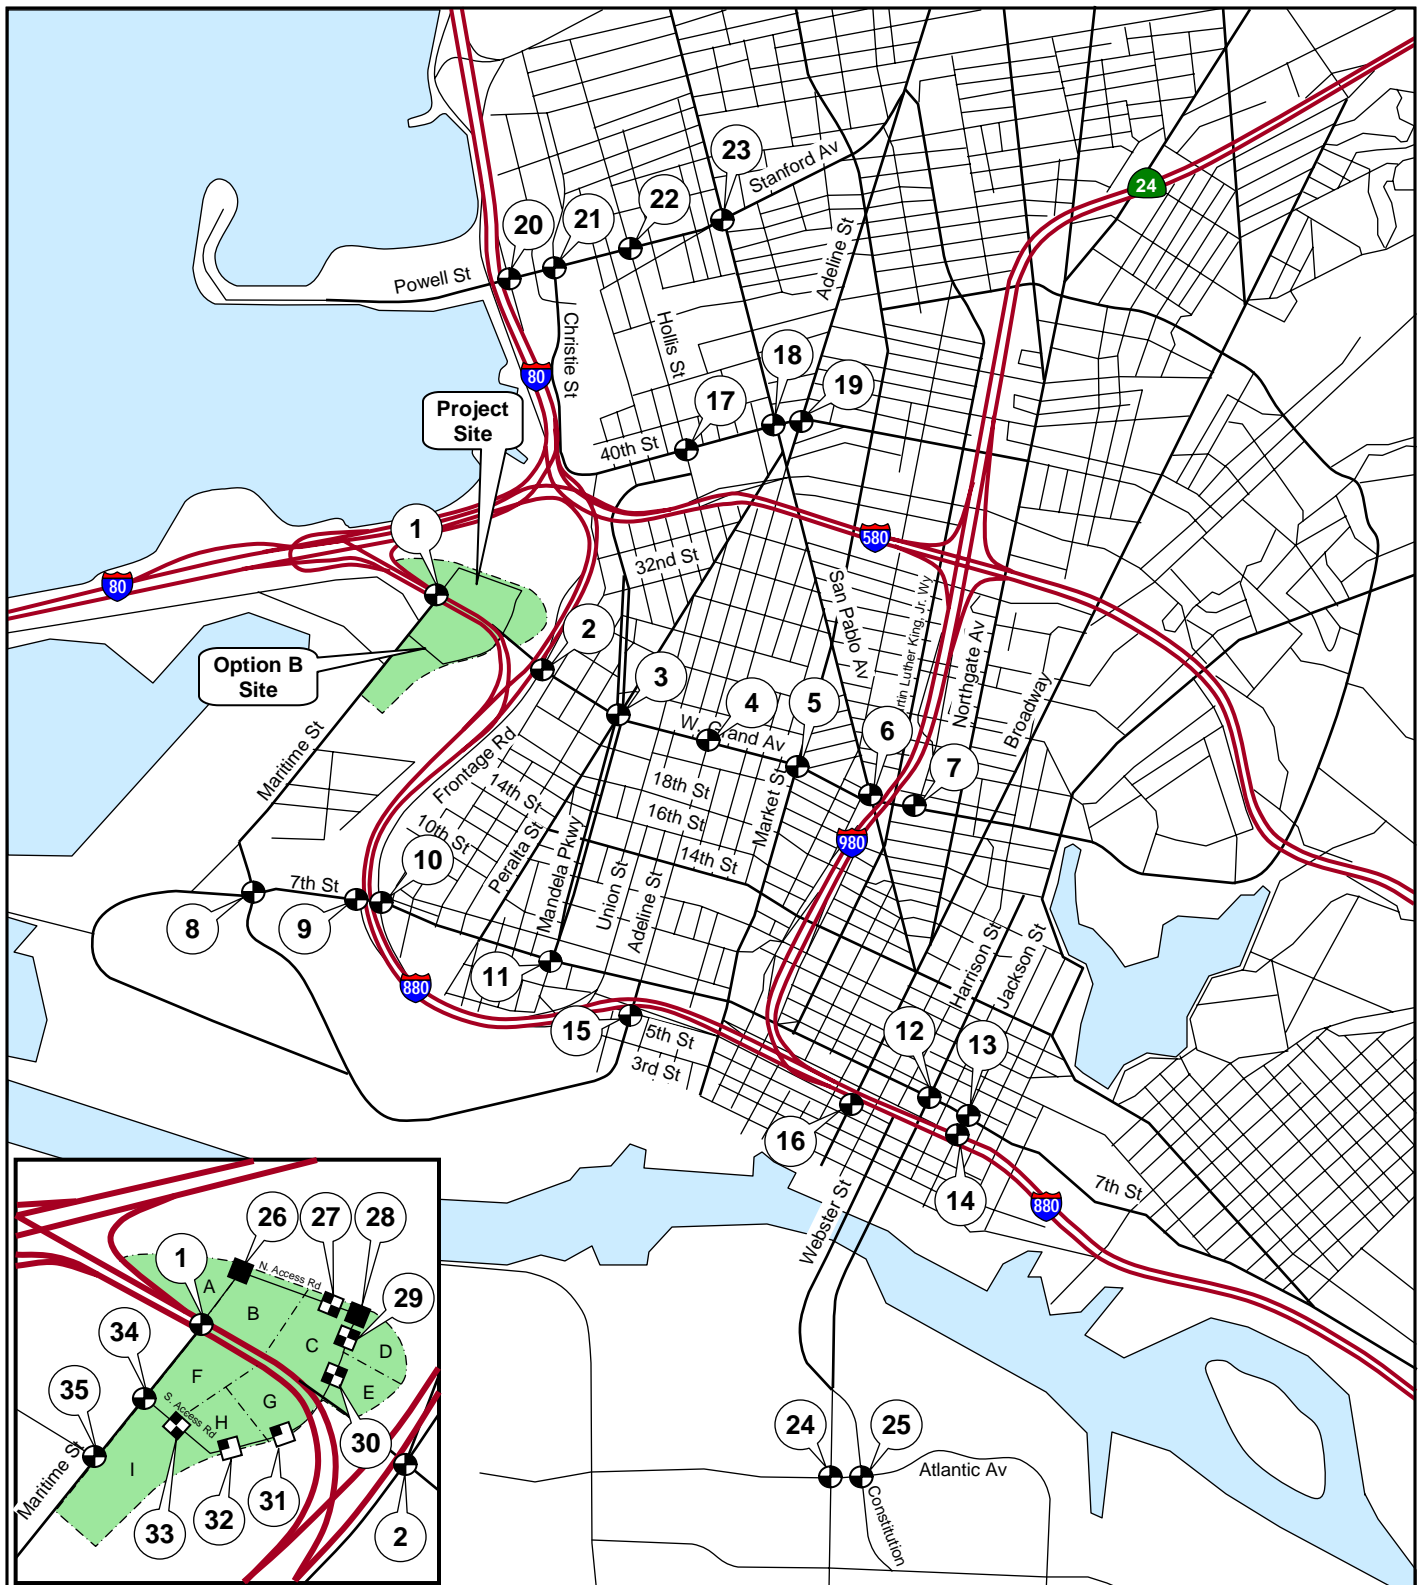 23
Stanford Av
24
22
21
20
Adeline St
Powell St
Christie St
Hollis St
18
80
19
Project
Site
17
40th St
1
580
32nd St
80
San Pablo Av
Luther King, Jr. Wy
2
Northgate Av
Option B
Site
3
Broadway
4
5
6
W. Grand Av
Maritime St
Frontage Rd
7
18th St
14th St
Market St
16th St
10th St
980
Peralta St
14th St
10
Mandela Pkwy
7th St
Union St
Adeline St
8
9
Harrison St
Jackson St
11
880
12
15
5th St
13
3rd St
16
7th St
14
880
Webster St
26
27
28
1
N. Access Rd
A
29
B
34
C
D
F
E
35
G
S. Access Rd
H
30
24
25
Maritime St
I
Atlantic Av
31
33
32
2
Constitution